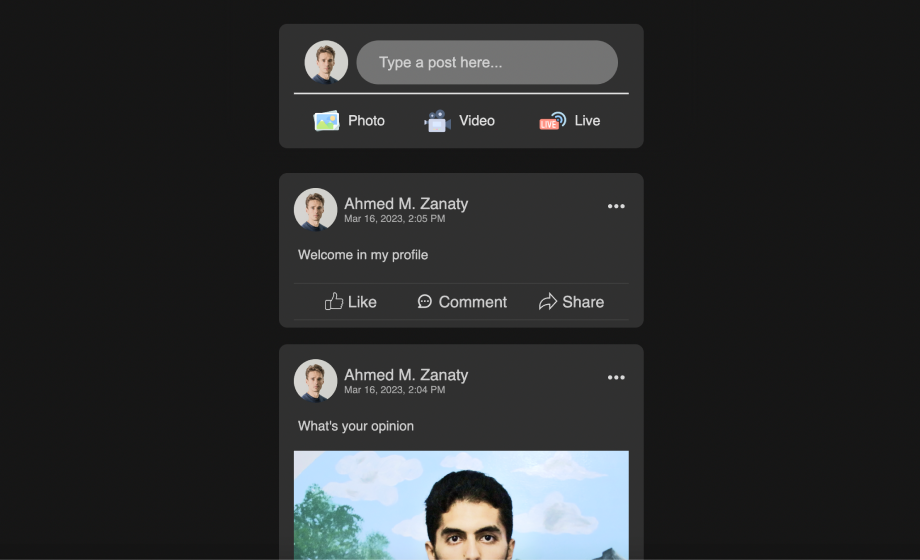 Type a post here...
Photo Video LIVE Live
Ahmed M. Zanaty
Mar 16, 2023, 2:05 PM
Welcome in my profile
Like Comment Share
Ahmed M. Zanaty
Mar 16, 2023, 2:04 PM
What's your opinion